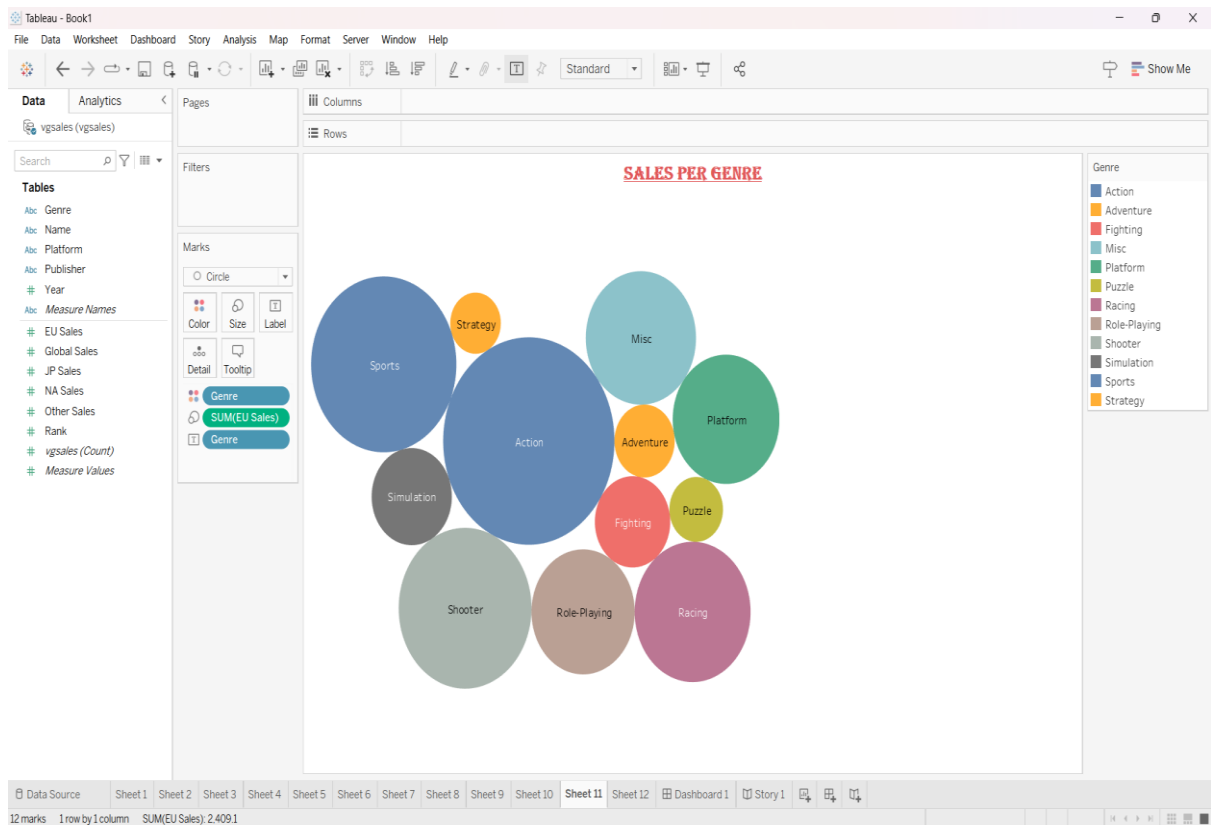 Tableau - Book1
File Data Worksheet Dashboard Story Analysis Map Format Server Window Help
Standard
Show Me
Data Analytics
vgsales (vgsales)
Search
Tables
Abc Genre
Abc Name
Abc Platform
Abc Publisher
# Year
Abc Measure Names
# EU Sales
# Global Sales
# JP Sales
# NA Sales
# Other Sales
# Rank
# vgsales (Count)
# Measure Values
Pages
Filters
Marks
Circle
Color Size Label
Detail Tooltip
Genre
SUM(EU Sales)
Genre
Columns
Rows
SALES PER GENRE
Sports
Strategy
Misc
Action
Adventure
Platform
Simulation
Fighting
Puzzle
Shooter
Role-Playing
Racing
Genre
Action
Adventure
Fighting
Misc
Platform
Puzzle
Racing
Role-Playing
Shooter
Simulation
Sports
Strategy
Data Source Sheet 1 Sheet 2 Sheet 3 Sheet 4 Sheet 5 Sheet 6 Sheet 7 Sheet 8 Sheet 9 Sheet 10 Sheet 11 Sheet 12 Dashboard 1 Story 1
12 marks 1 row by 1 column SUM(EU Sales): 2,409.1